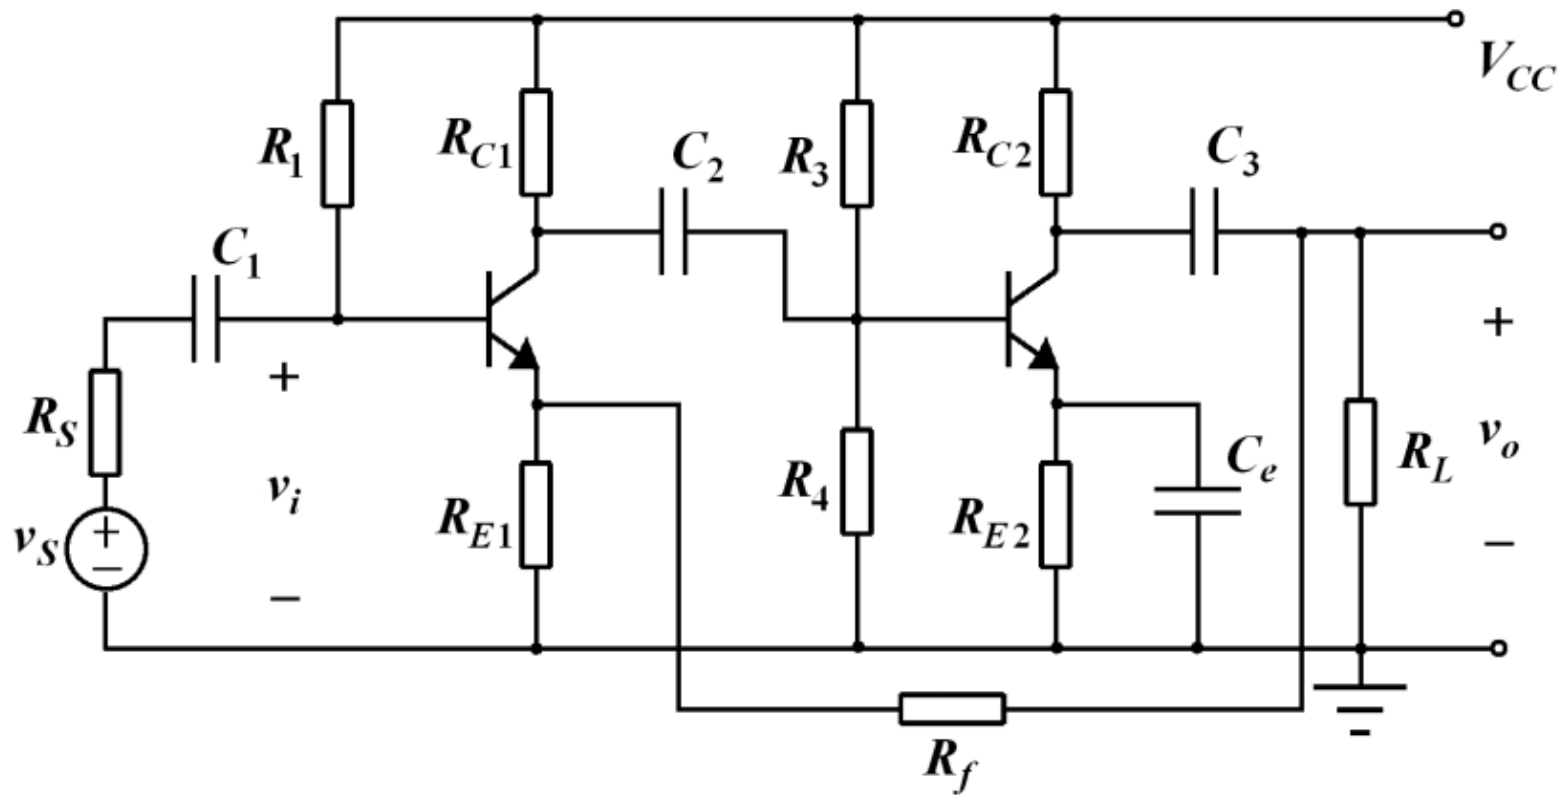 V_CC
R_1
R_C1
C_2
R_3
R_C2
C_3
C_1
+
+
R_S
v_i
R_4
C_e
R_L
v_o
v_S
+
−
R_E1
R_E2
−
−
R_f